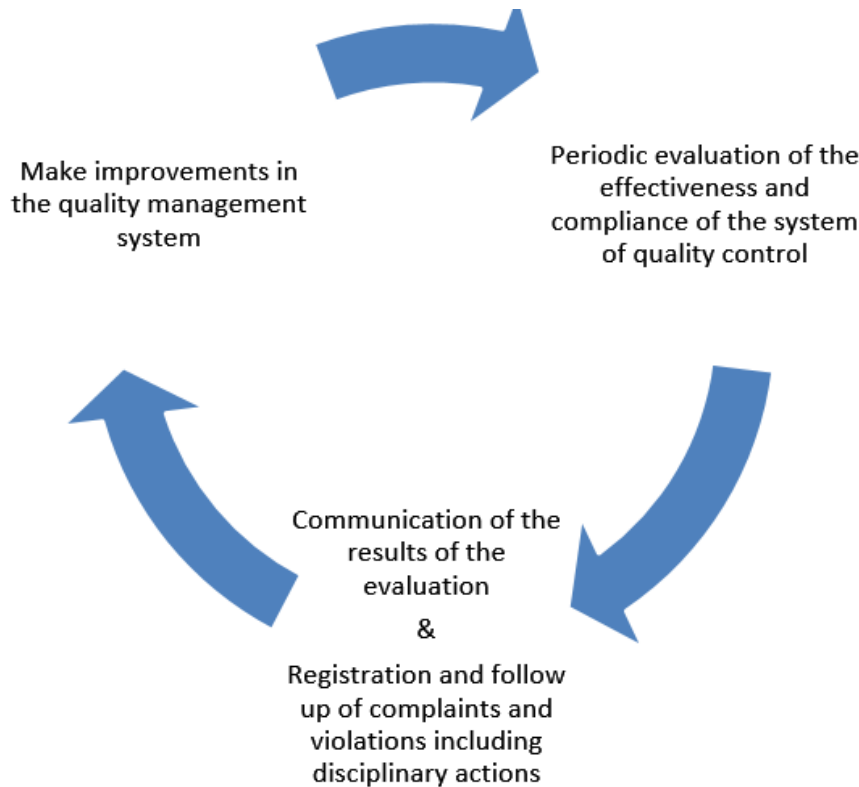 Make improvements in
the quality management
system
Periodic evaluation of the
effectiveness and
compliance of the system
of quality control
Communication of the
results of the
evaluation
&
Registration and follow
up of complaints and
violations including
disciplinary actions